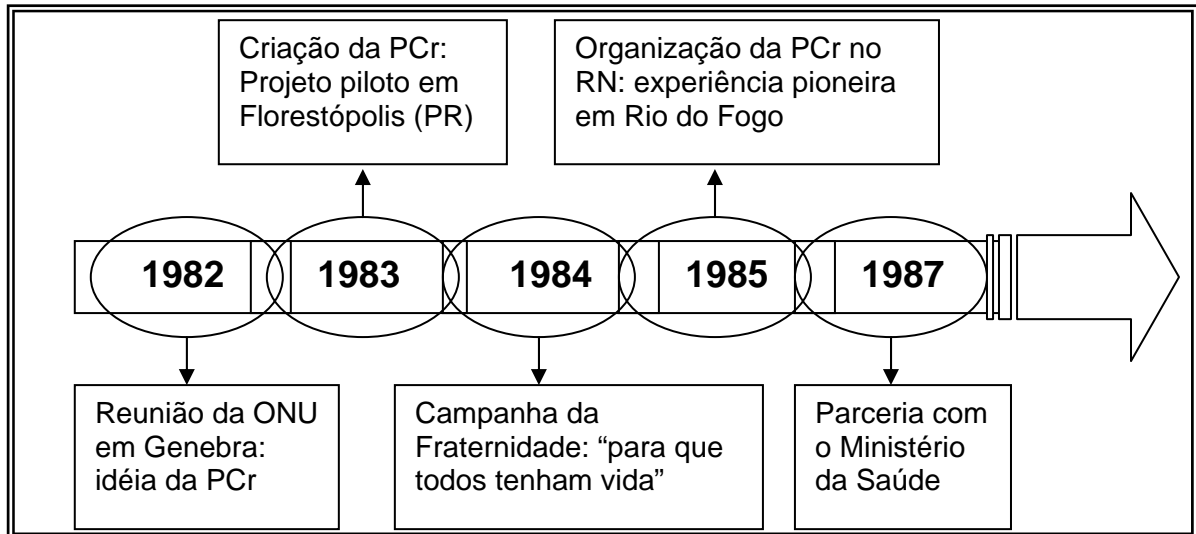 Criação da PCr:
Projeto piloto em
Florestópolis (PR)
Organização da PCr no
RN: experiência pioneira
em Rio do Fogo
1982
1983
1984
1985
1987
Reunião da ONU
em Genebra:
idéia da PCr
Campanha da
Fraternidade: “para que
todos tenham vida”
Parceria com
o Ministério
da Saúde